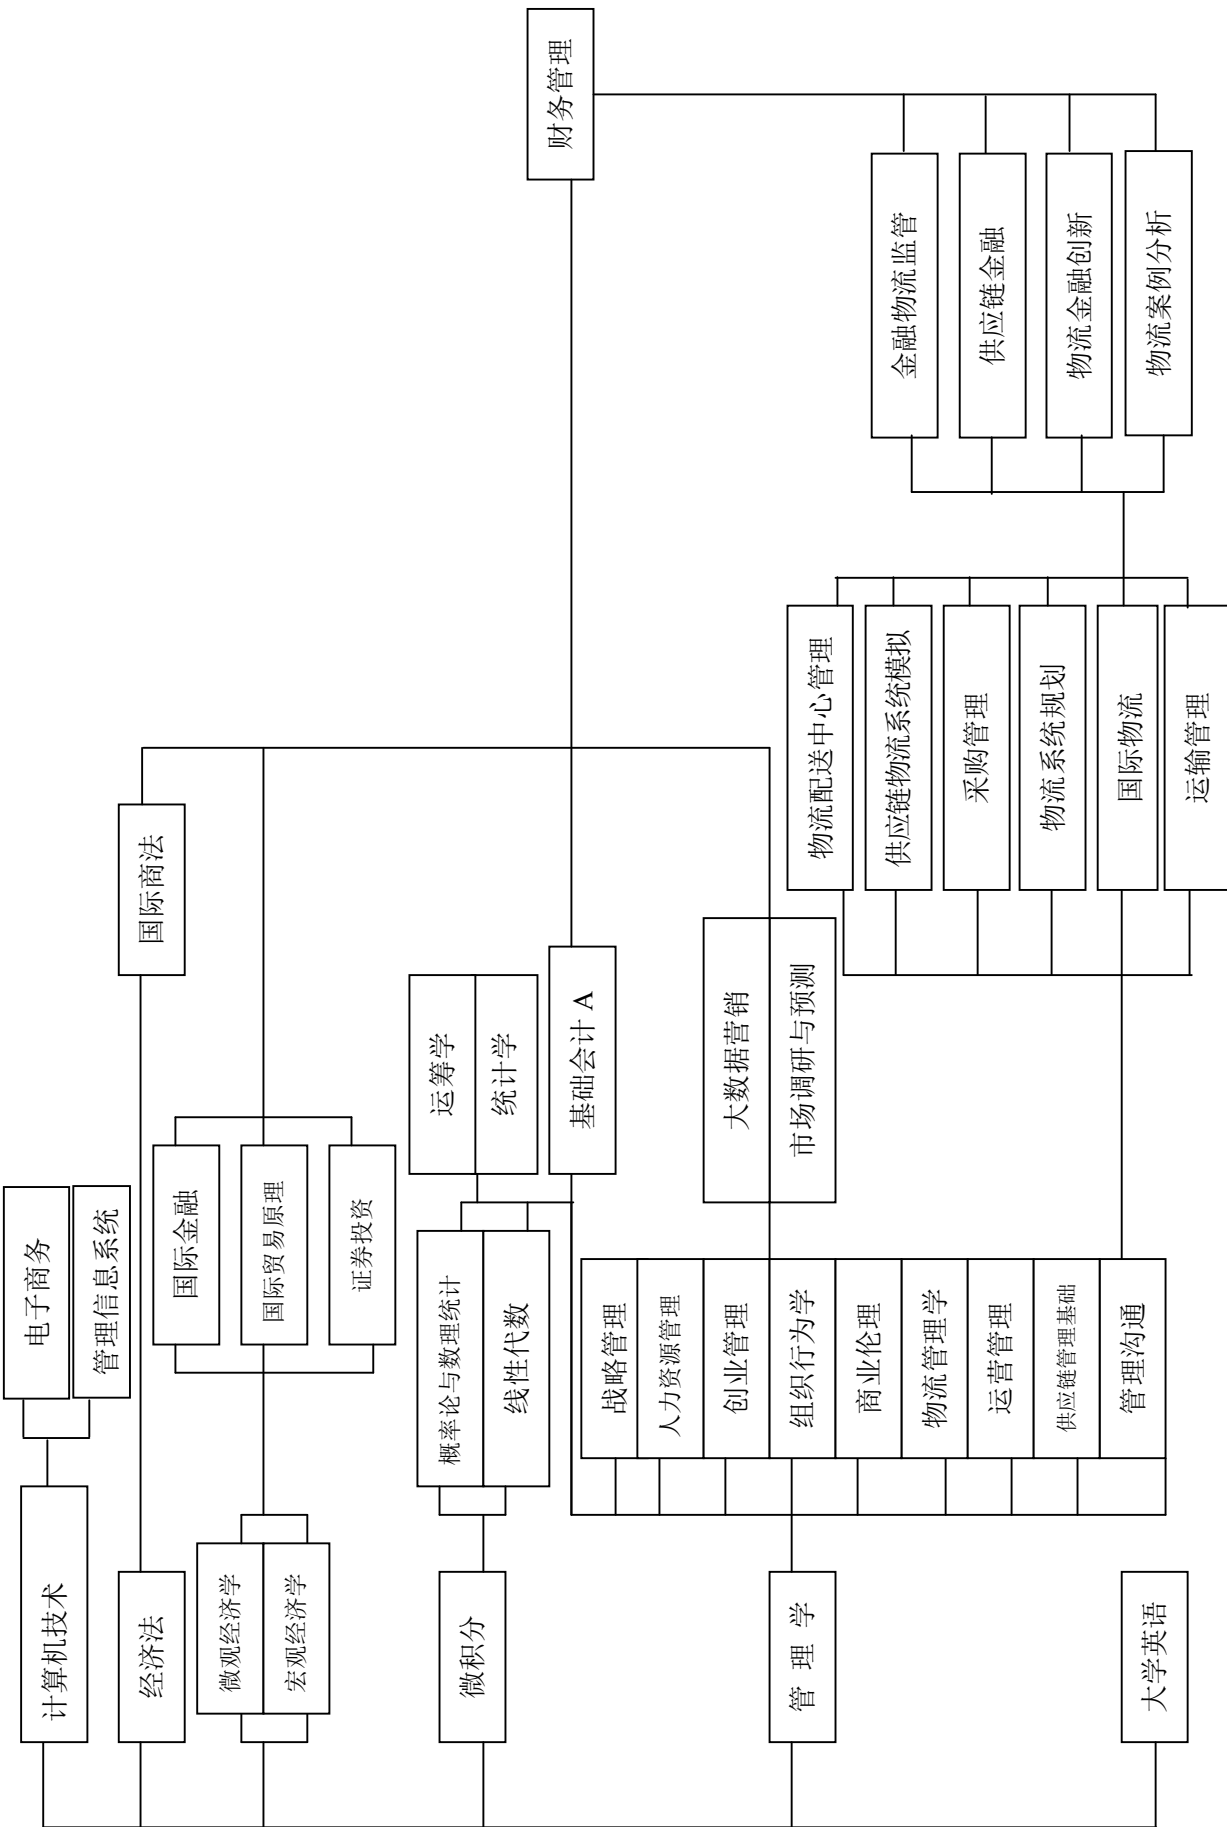 计算机技术
电子商务
管理信息系统
经济法
国际商法
微观经济学
宏观经济学
国际金融
国际贸易原理
证券投资
微积分
概率论与数理统计
线性代数
运筹学
统计学
基础会计 A
财务管理
管 理 学
战略管理
人力资源管理
创业管理
组织行为学
商业伦理
物流管理学
运营管理
供应链管理基础
管理沟通
大数据营销
市场调研与预测
物流配送中心管理
供应链物流系统模拟
采购管理
物流系统规划
国际物流
运输管理
金融物流监管
供应链金融
物流金融创新
物流案例分析
大学英语